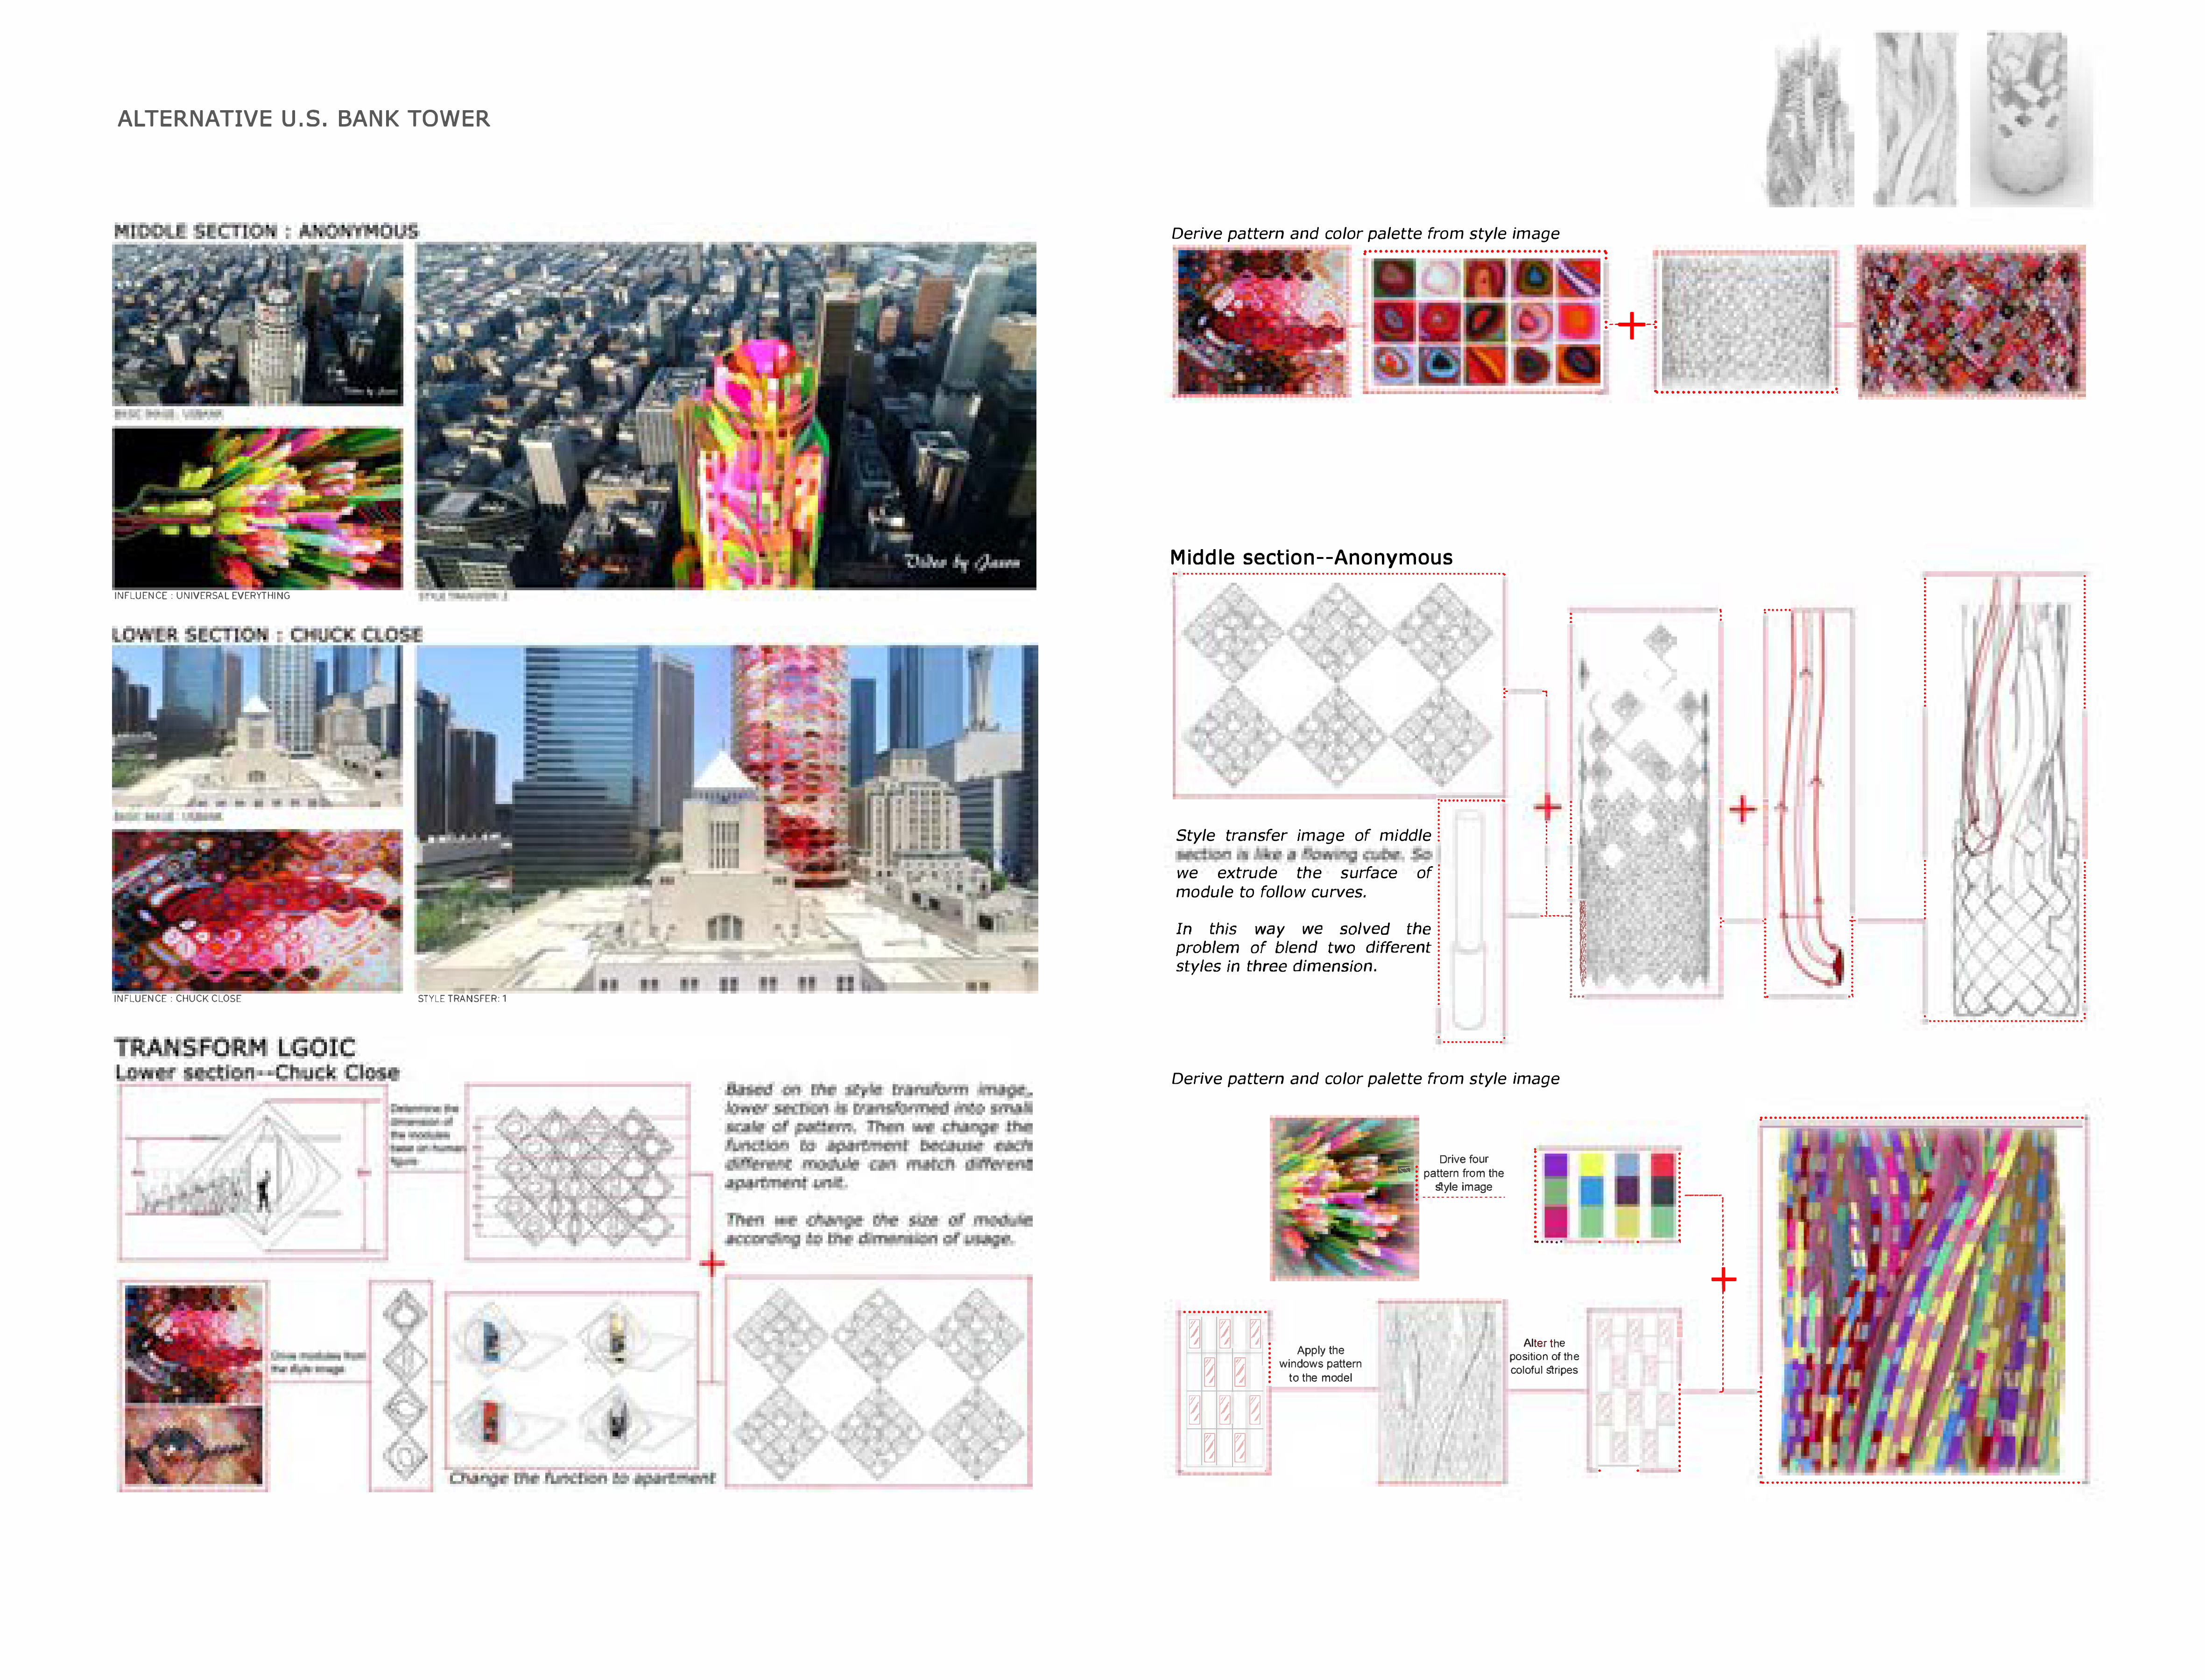 ALTERNATIVE U.S. BANK TOWER
MIDDLE SECTION : ANONYMOUS
BASIC IMAGE : USBANK
Video by Jason
INFLUENCE : UNIVERSAL EVERYTHING
STYLE TRANSFER: 2
Video by Jason
LOWER SECTION : CHUCK CLOSE
BASIC IMAGE : USBANK
INFLUENCE : CHUCK CLOSE
STYLE TRANSFER: 1
TRANSFORM LGOIC
Lower section--Chuck Close
Determine the
dimension of
the modules
base on human
figure
Based on the style transform image,
lower section is transformed into small
scale of pattern. Then we change the
function to apartment because each
different module can match different
apartment unit.
Then we change the size of module
according to the dimension of usage.
Drive modules from
the style image
Change the function to apartment
Derive pattern and color palette from style image
Middle section--Anonymous
Style transfer image of middle
section is like a flowing cube. So
we extrude the surface of
module to follow curves.
In this way we solved the
problem of blend two different
styles in three dimension.
Derive pattern and color palette from style image
Drive four
pattern from the
style image
Apply the
windows pattern
to the model
Alter the
position of the
coloful stripes